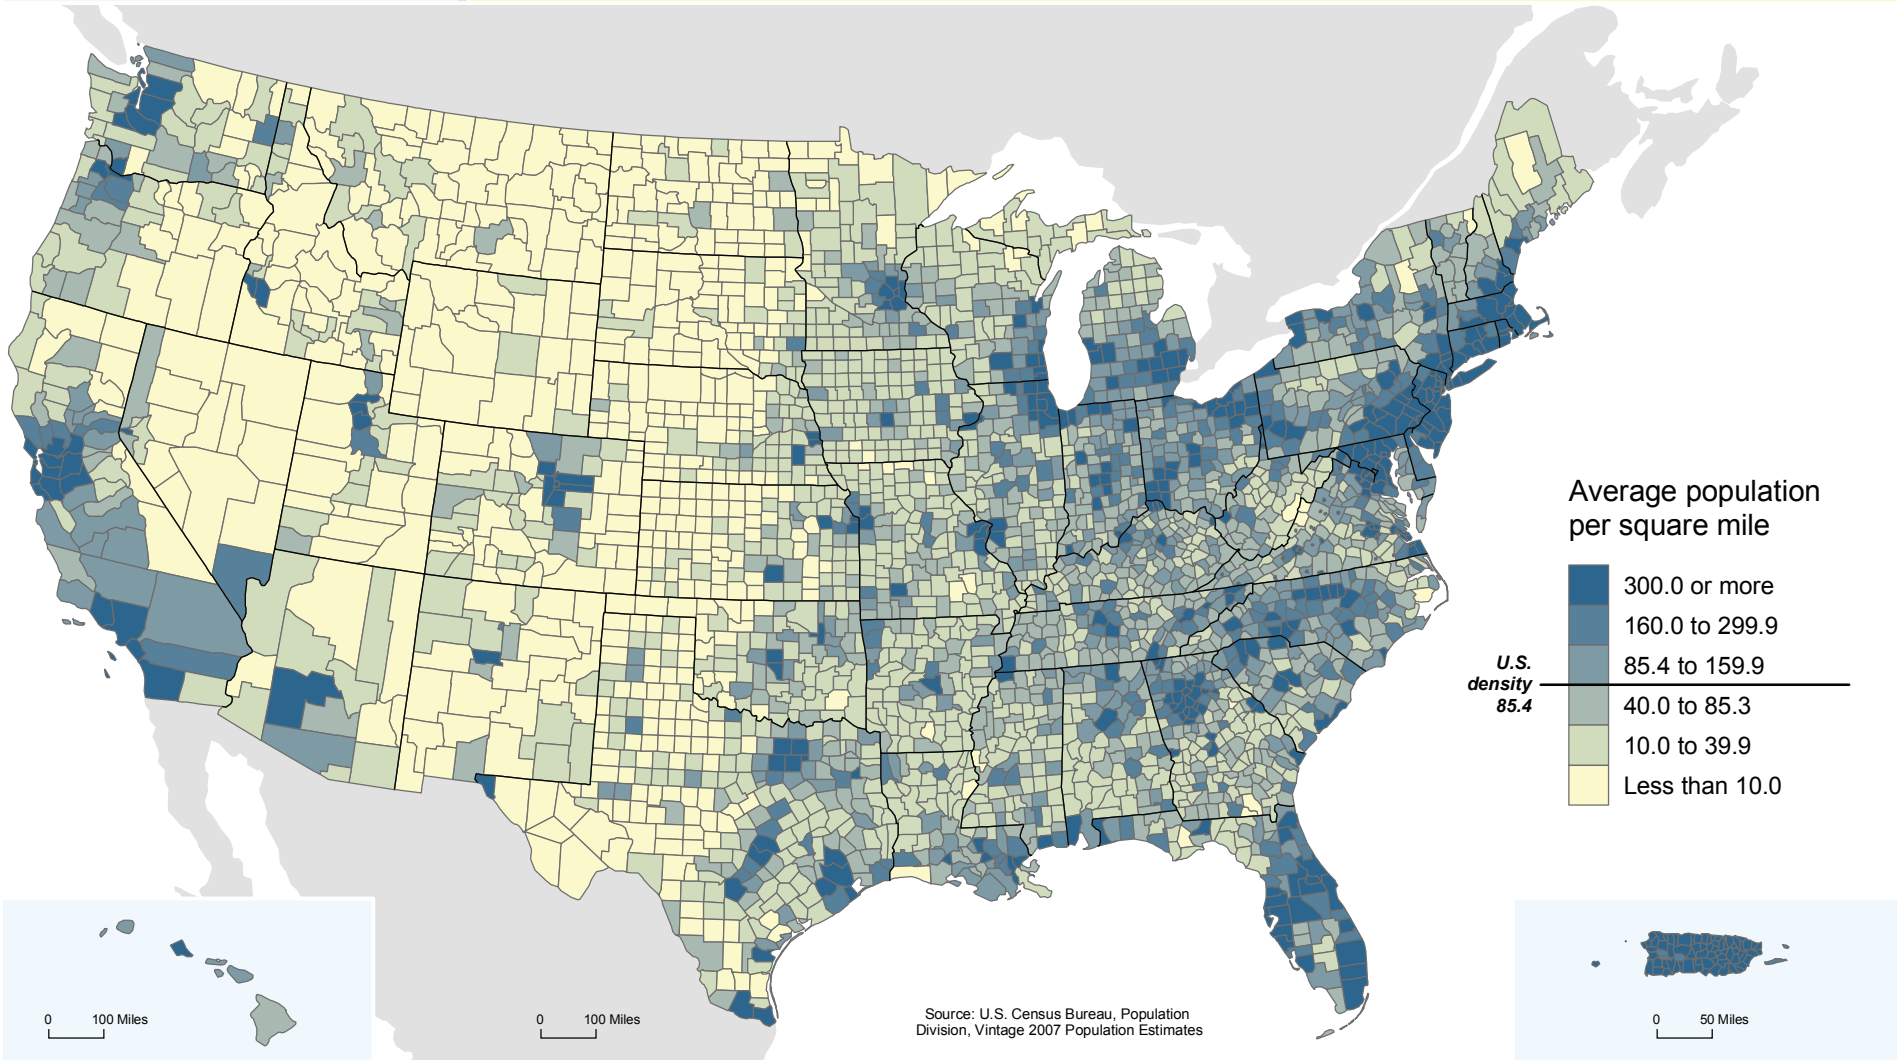 Average population
per square mile
300.0 or more
160.0 to 299.9
85.4 to 159.9
U.S.
density
85.4
40.0 to 85.3
10.0 to 39.9
Less than 10.0
0 100 Miles
0 100 Miles
Source: U.S. Census Bureau, Population
Division, Vintage 2007 Population Estimates
0 50 Miles